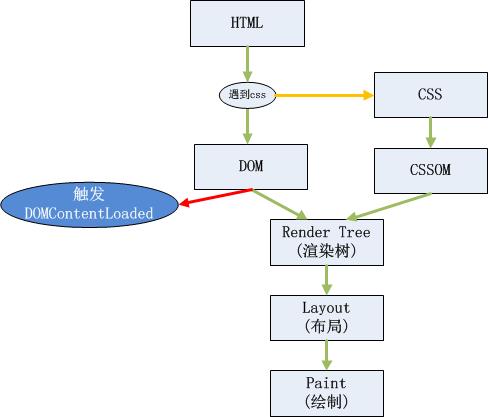 HTML
遇到css
CSS
DOM
CSSOM
触发
DOMContentLoaded
Render Tree
(渲染树)
Layout
(布局)
Paint
(绘制)